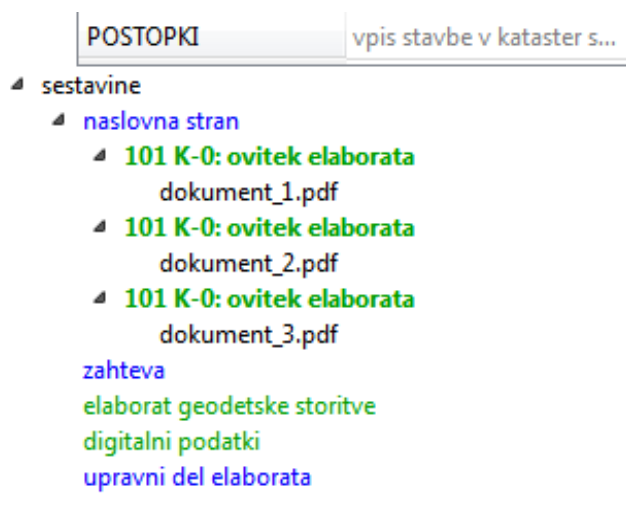 POSTOPKI vpis stavbe v kataster s...
sestavine
naslovna stran
101 K-0: ovitek elaborata
dokument_1.pdf
101 K-0: ovitek elaborata
dokument_2.pdf
101 K-0: ovitek elaborata
dokument_3.pdf
zahteva
elaborat geodetske storitve
digitalni podatki
upravni del elaborata